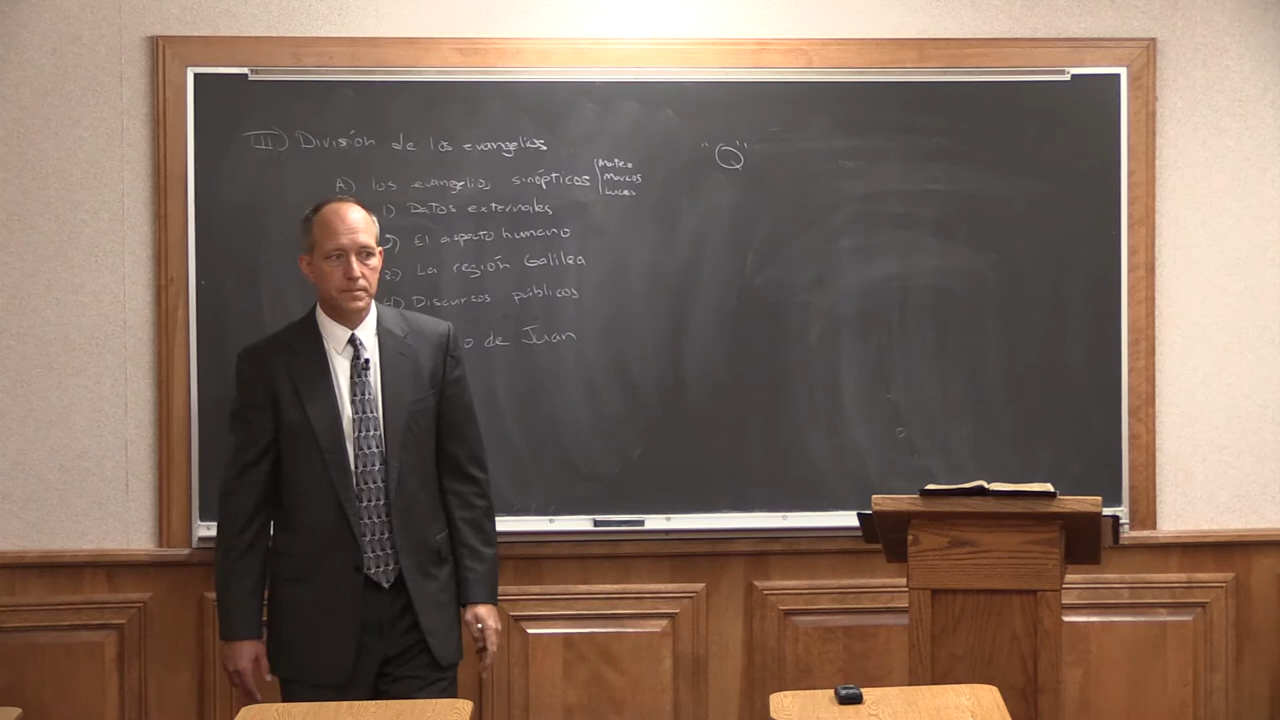 III) División de los evangelios
"Q"
A) los evangelios sinópticos
Mateo
Marcos
Lucas
1) Datos externales
2) El aspecto humano
3.) La región Galilea
4) Discursos públicos
o de Juan